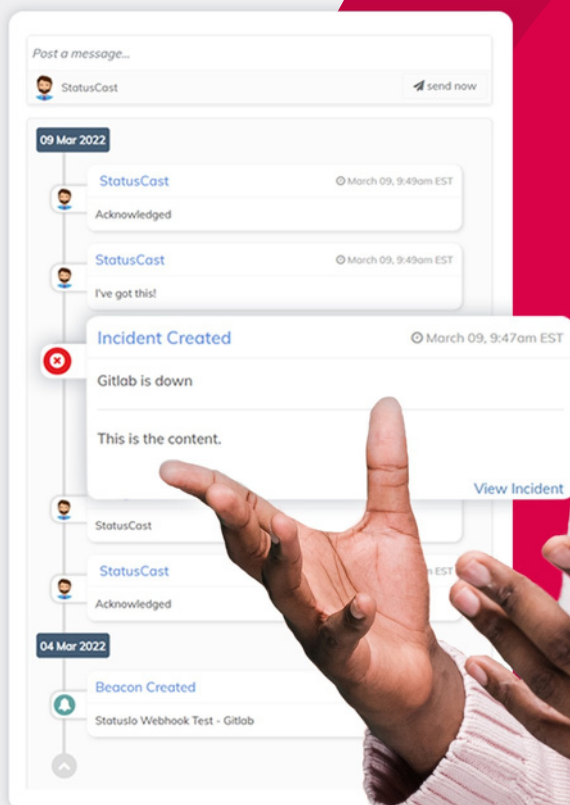 Post a message...
StatusCast
send now
09 Mar 2022
StatusCast
March 09, 9:49am EST
Acknowledged
StatusCast
March 09, 9:49am EST
I've got this!
Incident Created
March 09, 9:47am EST
Gitlab is down
This is the content.
View Incident
StatusCast
StatusCast
EST
Acknowledged
04 Mar 2022
Beacon Created
StatusIo Webhook Test - Gitlab